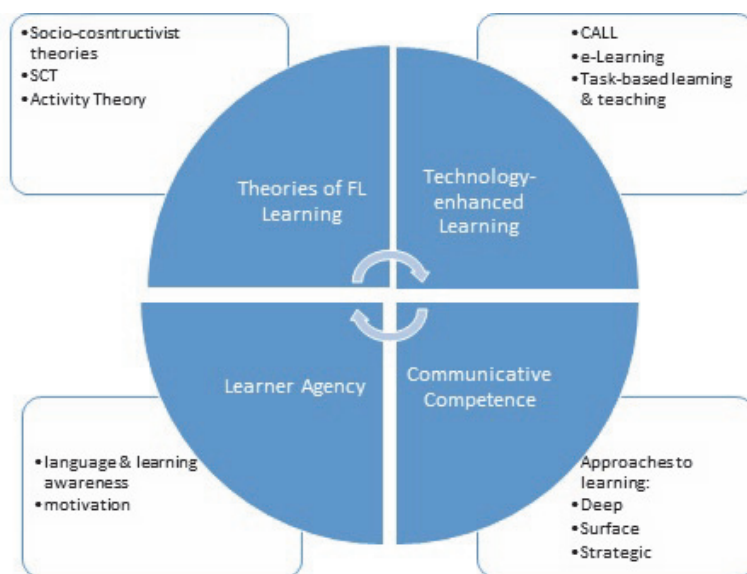 •Socio-cosntructivist
theories
•SCT
•Activity Theory
•CALL
•e-Learning
•Task-based learning
& teaching
Theories of FL
Learning
Technology-
enhanced
Learning
Learner Agency
Communicative
Competence
•language & learning
awareness
•motivation
Approaches to
learning:
•Deep
•Surface
•Strategic